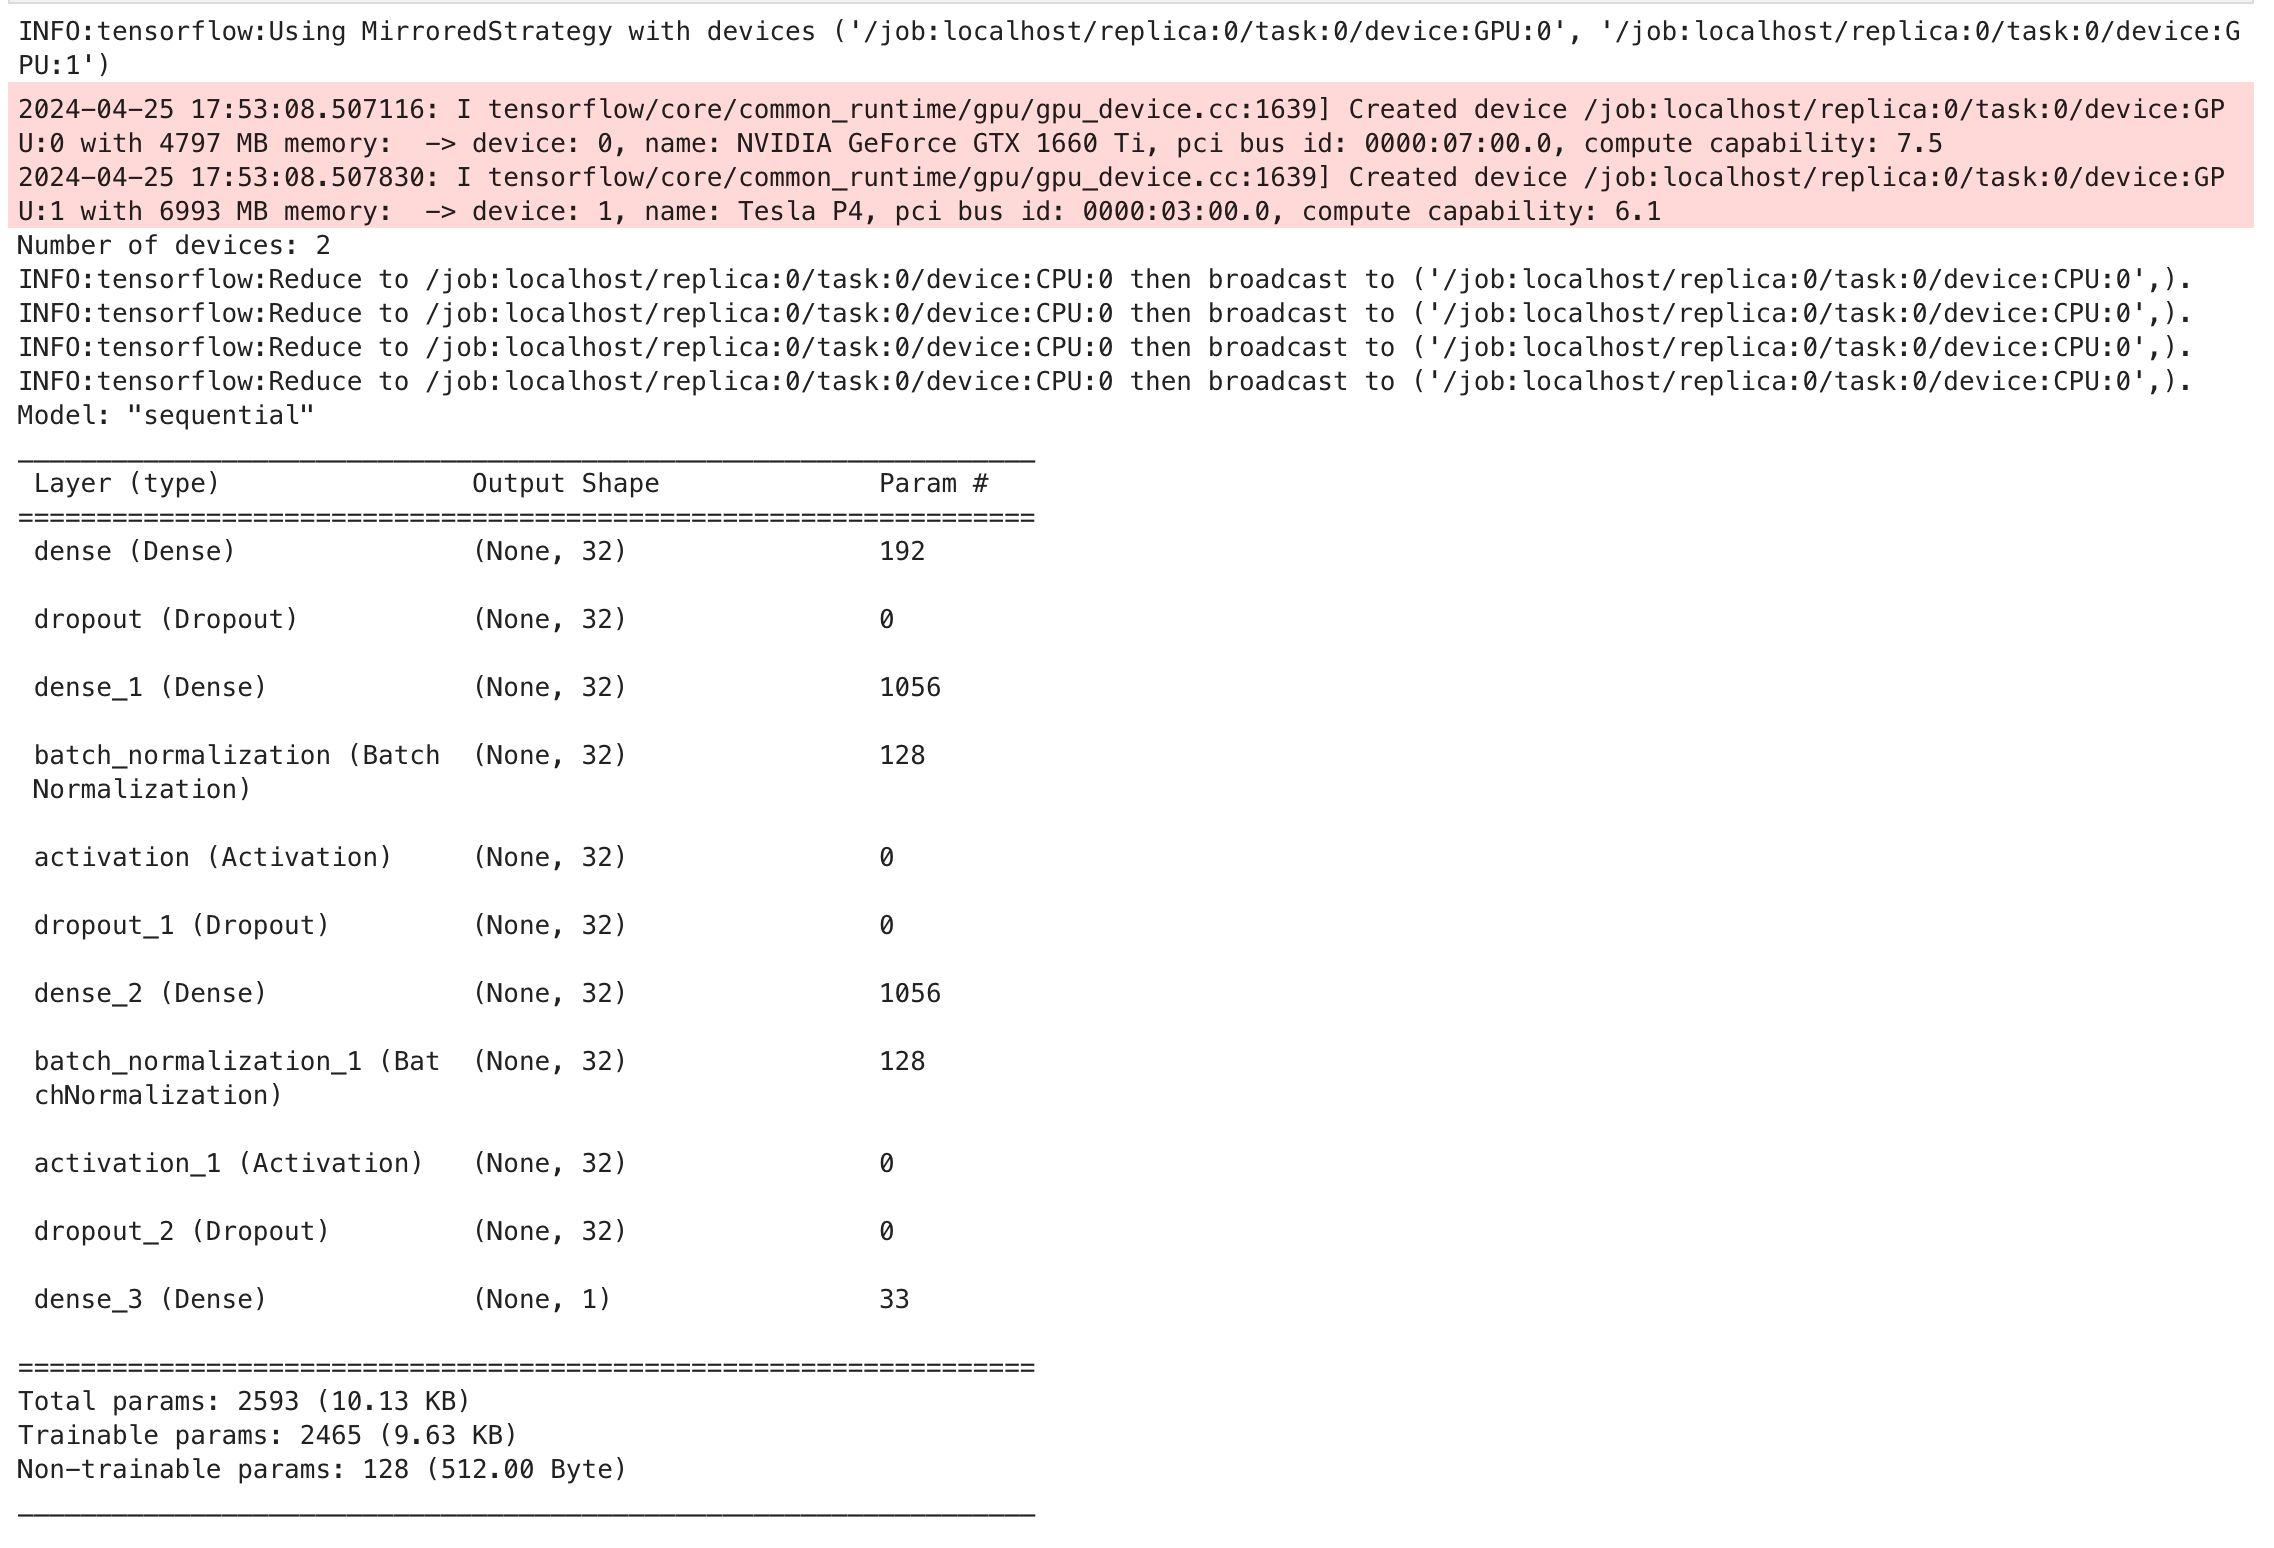 INFO:tensorflow:Using MirroredStrategy with devices ('/job:localhost/replica:0/task:0/device:GPU:0', '/job:localhost/replica:0/task:0/device:G
PU:1')
2024-04-25 17:53:08.507116: I tensorflow/core/common_runtime/gpu/gpu_device.cc:1639] Created device /job:localhost/replica:0/task:0/device:GP
U:0 with 4797 MB memory:  -> device: 0, name: NVIDIA GeForce GTX 1660 Ti, pci bus id: 0000:07:00.0, compute capability: 7.5
2024-04-25 17:53:08.507830: I tensorflow/core/common_runtime/gpu/gpu_device.cc:1639] Created device /job:localhost/replica:0/task:0/device:GP
U:1 with 6993 MB memory:  -> device: 1, name: Tesla P4, pci bus id: 0000:03:00.0, compute capability: 6.1
Number of devices: 2
INFO:tensorflow:Reduce to /job:localhost/replica:0/task:0/device:CPU:0 then broadcast to ('/job:localhost/replica:0/task:0/device:CPU:0',).
INFO:tensorflow:Reduce to /job:localhost/replica:0/task:0/device:CPU:0 then broadcast to ('/job:localhost/replica:0/task:0/device:CPU:0',).
INFO:tensorflow:Reduce to /job:localhost/replica:0/task:0/device:CPU:0 then broadcast to ('/job:localhost/replica:0/task:0/device:CPU:0',).
INFO:tensorflow:Reduce to /job:localhost/replica:0/task:0/device:CPU:0 then broadcast to ('/job:localhost/replica:0/task:0/device:CPU:0',).
Model: "sequential"
_________________________________________________________________
 Layer (type)                Output Shape              Param #
=================================================================
 dense (Dense)               (None, 32)                192
 dropout (Dropout)           (None, 32)                0
 dense_1 (Dense)             (None, 32)                1056
 batch_normalization (Batch  (None, 32)                128
 Normalization)
 activation (Activation)     (None, 32)                0
 dropout_1 (Dropout)         (None, 32)                0
 dense_2 (Dense)             (None, 32)                1056
 batch_normalization_1 (Bat  (None, 32)                128
 chNormalization)
 activation_1 (Activation)   (None, 32)                0
 dropout_2 (Dropout)         (None, 32)                0
 dense_3 (Dense)             (None, 1)                 33
=================================================================
Total params: 2593 (10.13 KB)
Trainable params: 2465 (9.63 KB)
Non-trainable params: 128 (512.00 Byte)
_________________________________________________________________